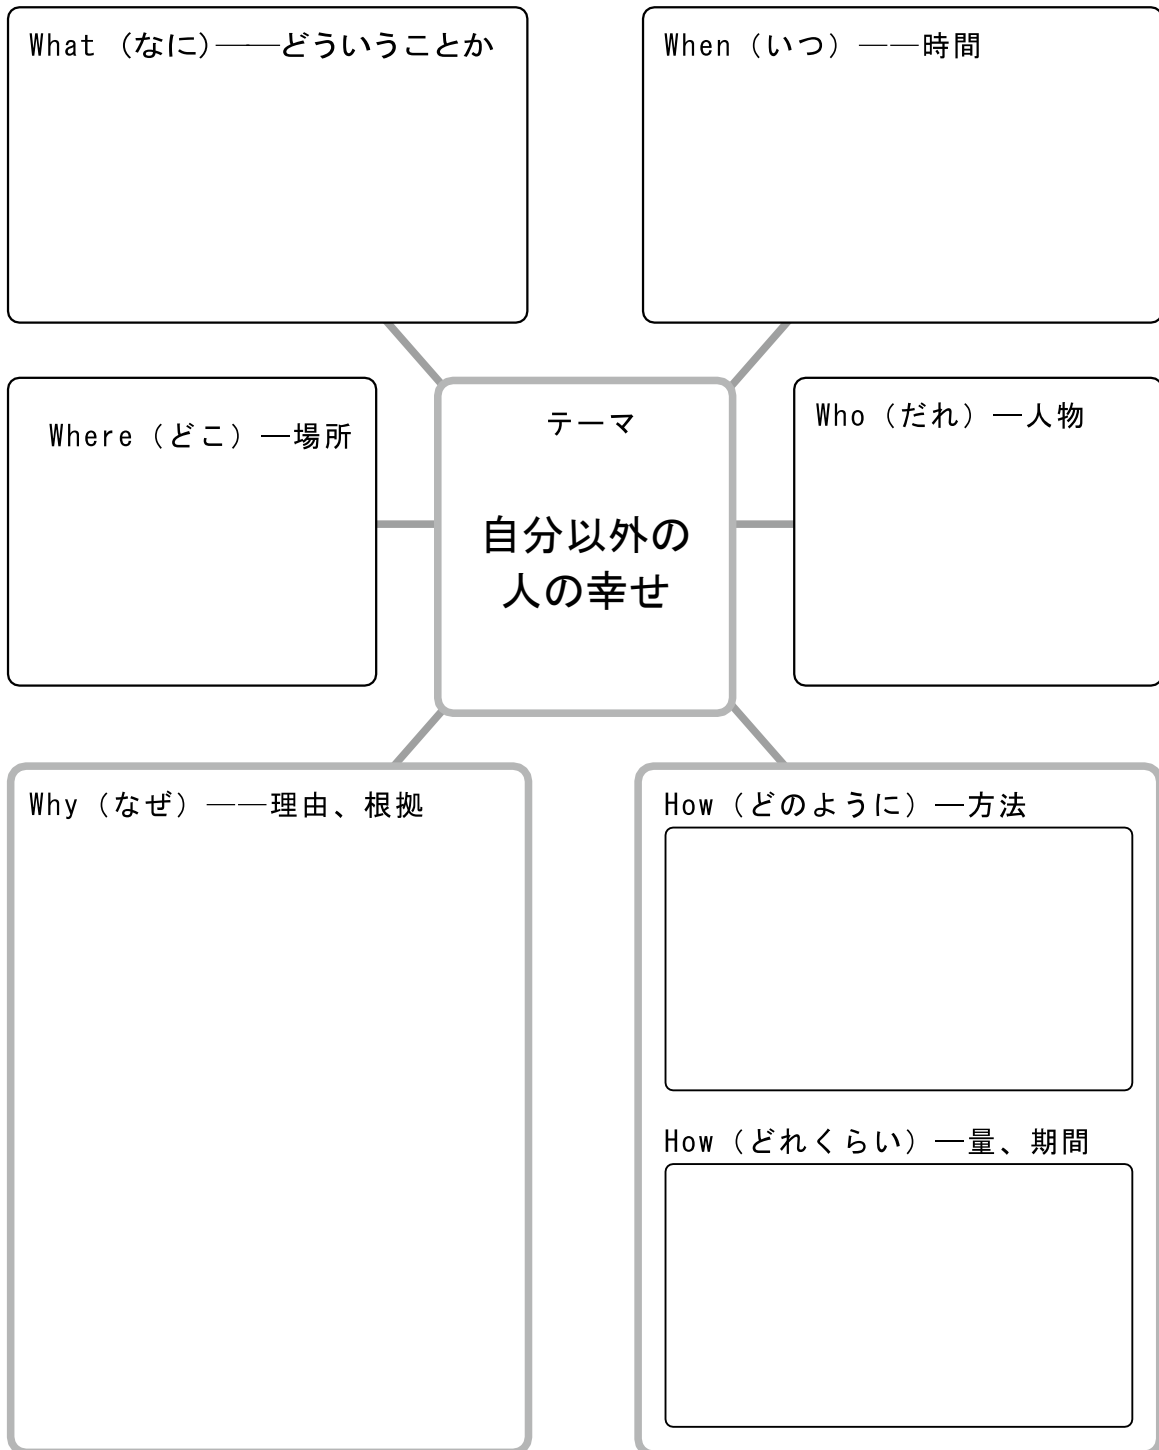 What（なに）――どういうことか
When（いつ）――時間
Where（どこ）―場所
テーマ
自分以外の
人の幸せ
Who（だれ）―人物
Why（なぜ）――理由、根拠
How（どのように）―方法
How（どれくらい）―量、期間